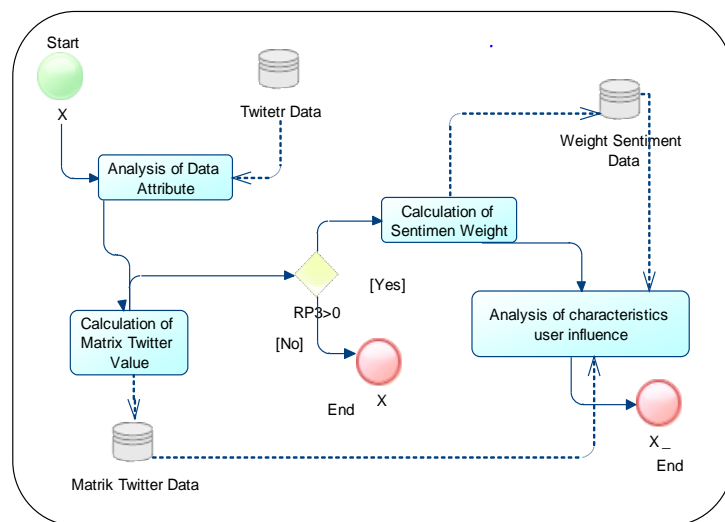 Start
X
Twitetr Data
Analysis of Data
Attribute
Weight Sentiment
Data
Calculation of
Sentimen Weight
[Yes]
RP3>0
[No]
Calculation of
Matrix Twitter
Value
Analysis of characteristics
user influence
End
X
X _
End
Matrik Twitter Data